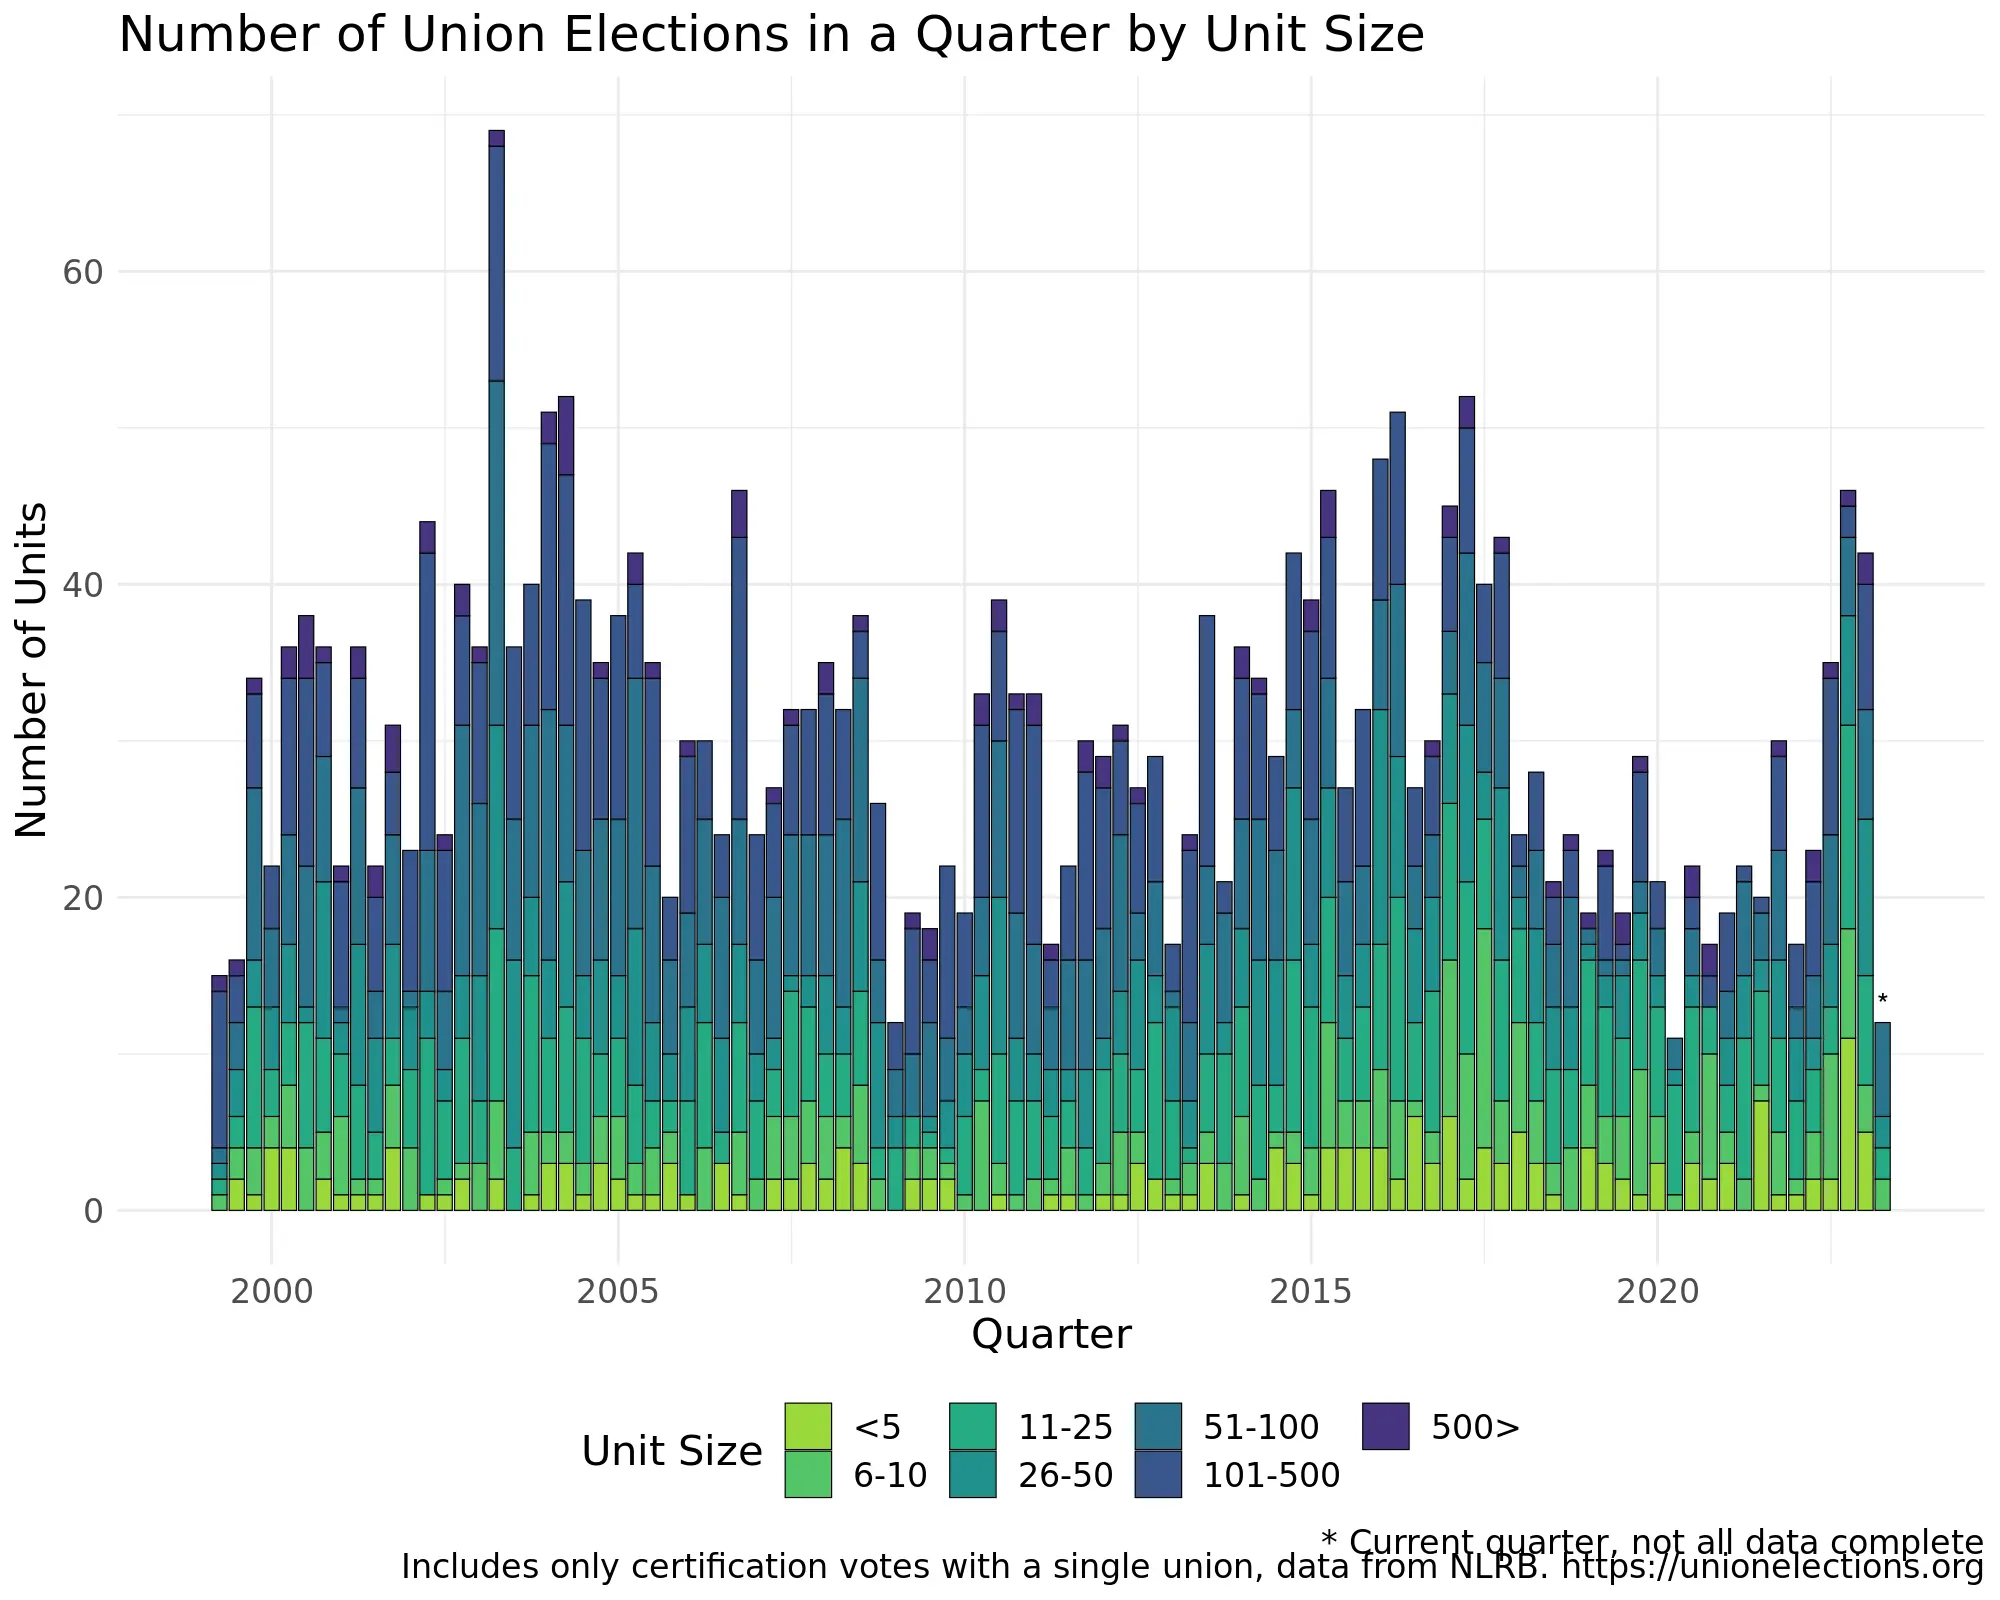 Number of Union Elections in a Quarter by Unit Size
Number of Units
60
40
20
0
*
2000 2005 2010 2015 2020
Quarter
Unit Size
<5 11-25 51-100 500>
6-10 26-50 101-500
* Current quarter, not all data complete
Includes only certification votes with a single union, data from NLRB. https://unionelections.org